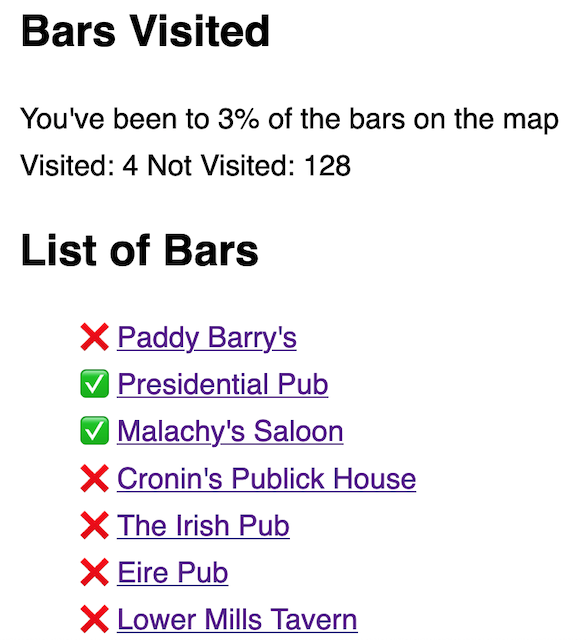 Bars Visited
You've been to 3% of the bars on the map
Visited: 4 Not Visited: 128
List of Bars
❌ Paddy Barry's
✅ Presidential Pub
✅ Malachy's Saloon
❌ Cronin's Publick House
❌ The Irish Pub
❌ Eire Pub
❌ Lower Mills Tavern